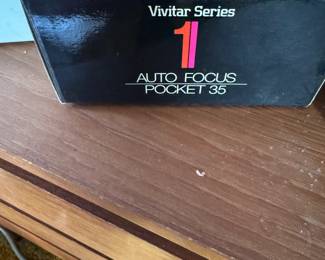 Vivitar Series
1
AUTO FOCUS
POCKET 35